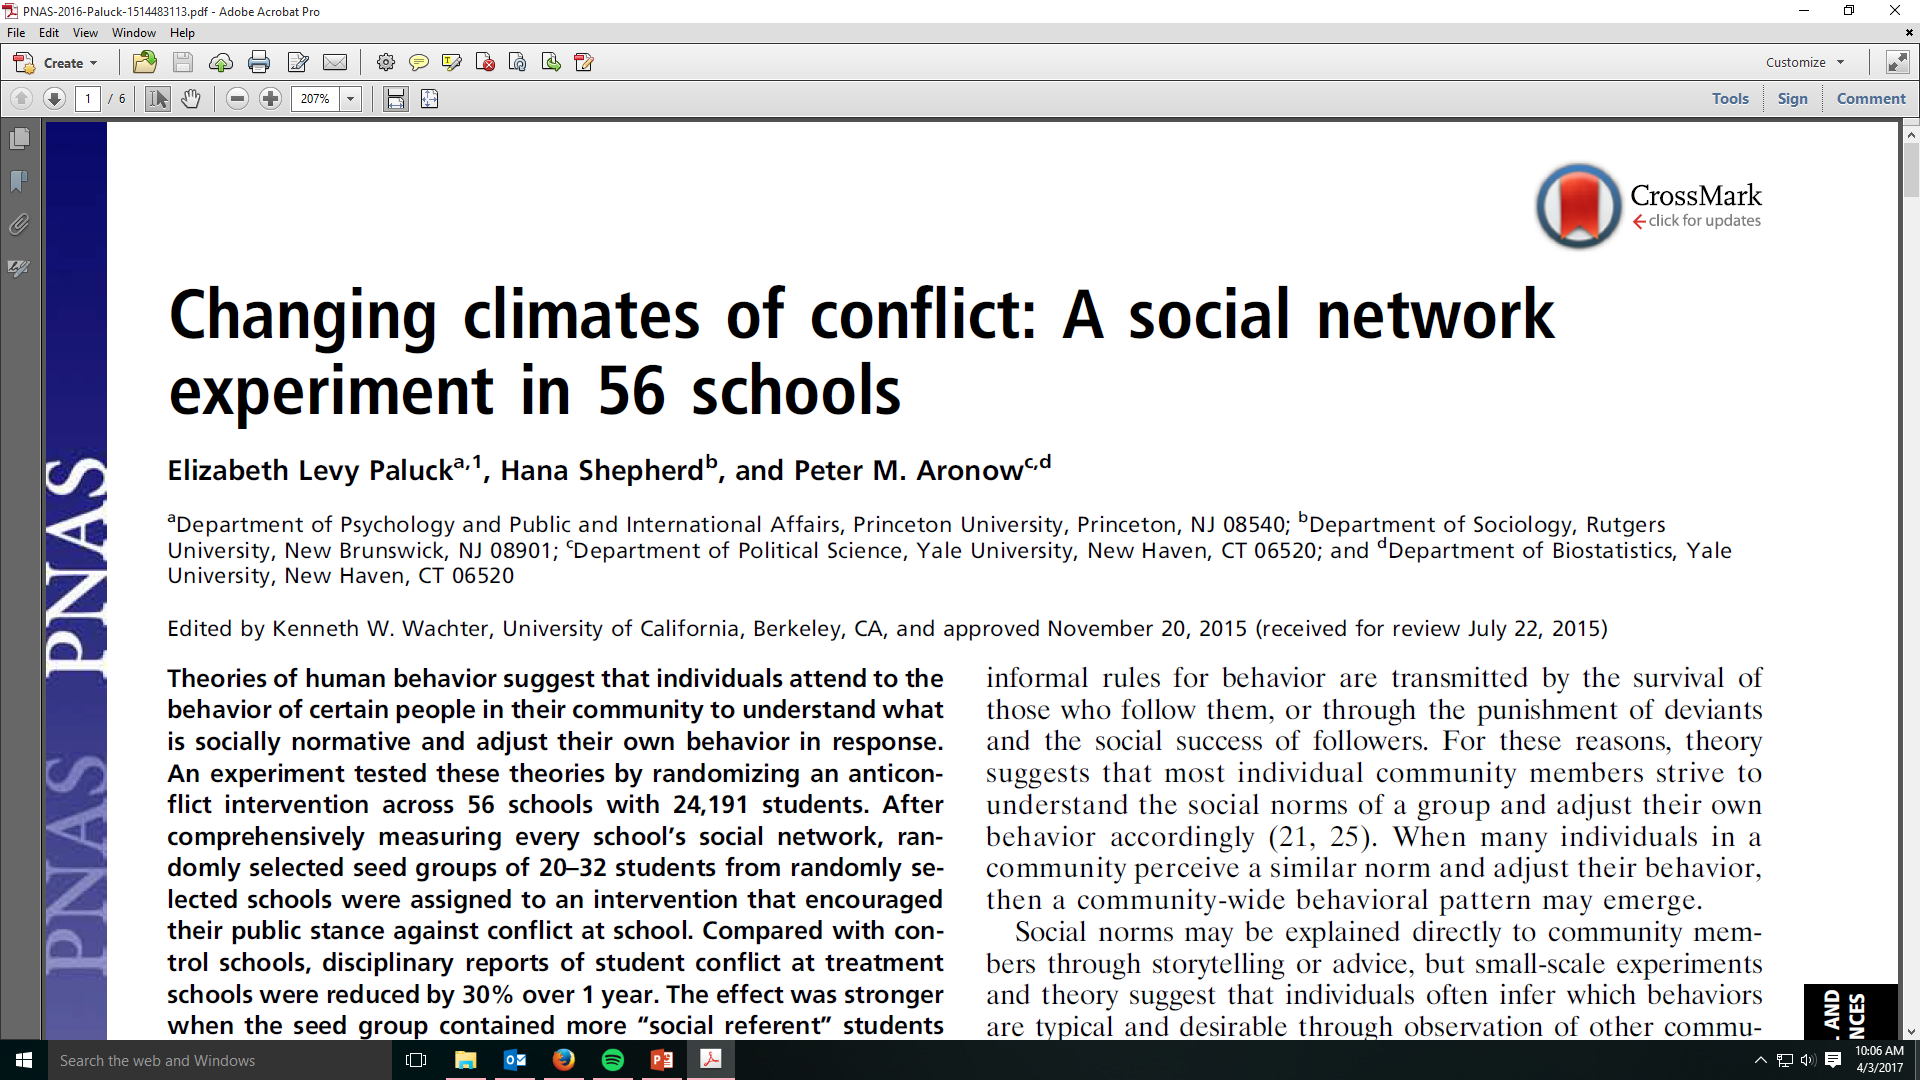 PNAS-2016-Paluck-1514483113.pdf - Adobe Acrobat Pro
File Edit View Window Help
Create
Customize
1 / 6
207%
Tools Sign Comment
CrossMark
click for updates
Changing climates of conflict: A social network
experiment in 56 schools
Elizabeth Levy Paluck^a,1, Hana Shepherd^b, and Peter M. Aronow^c,d
^aDepartment of Psychology and Public and International Affairs, Princeton University, Princeton, NJ 08540; ^bDepartment of Sociology, Rutgers
University, New Brunswick, NJ 08901; ^cDepartment of Political Science, Yale University, New Haven, CT 06520; and ^dDepartment of Biostatistics, Yale
University, New Haven, CT 06520
Edited by Kenneth W. Wachter, University of California, Berkeley, CA, and approved November 20, 2015 (received for review July 22, 2015)
Theories of human behavior suggest that individuals attend to the
behavior of certain people in their community to understand what
is socially normative and adjust their own behavior in response.
An experiment tested these theories by randomizing an anticon-
flict intervention across 56 schools with 24,191 students. After
comprehensively measuring every school's social network, ran-
domly selected seed groups of 20–32 students from randomly se-
lected schools were assigned to an intervention that encouraged
their public stance against conflict at school. Compared with con-
trol schools, disciplinary reports of student conflict at treatment
schools were reduced by 30% over 1 year. The effect was stronger
when the seed group contained more “social referent” students
informal rules for behavior are transmitted by the survival of
those who follow them, or through the punishment of deviants
and the social success of followers. For these reasons, theory
suggests that most individual community members strive to
understand the social norms of a group and adjust their own
behavior accordingly (21, 25). When many individuals in a
community perceive a similar norm and adjust their behavior,
then a community-wide behavioral pattern may emerge.
Social norms may be explained directly to community mem-
bers through storytelling or advice, but small-scale experiments
and theory suggest that individuals often infer which behaviors
are typical and desirable through observation of other commu-
PNAS
PNAS
AND
NCES
Search the web and Windows
10:06 AM
4/3/2017